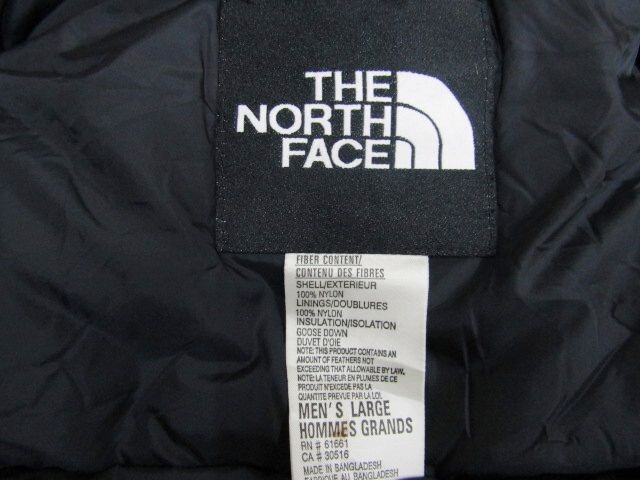 THE
NORTH
FACE
FIBER CONTENT/
CONTENU DES FIBRES
SHELL/EXTERIEUR
100% NYLON
LININGS/DOUBLURES
100% NYLON
INSULATION/ISOLATION
GOOSE DOWN
DUVET D'OIE
NOTE: THIS PRODUCT CONTAINS AN
AMOUNT OF FEATHERS NOT
EXCEEDING THAT ALLOWABLE BY LAW.
NOTE: LA TENEUR EN PLUMES DE CE
PRODUIT N'EXCEDE PAS LA
QUANTITE PREVUE PAR LA LOI.
MEN'S LARGE
HOMMES GRANDS
RN # 61661
CA # 30516
MADE IN BANGLADESH
FABRIQUE AU BANGLADESH